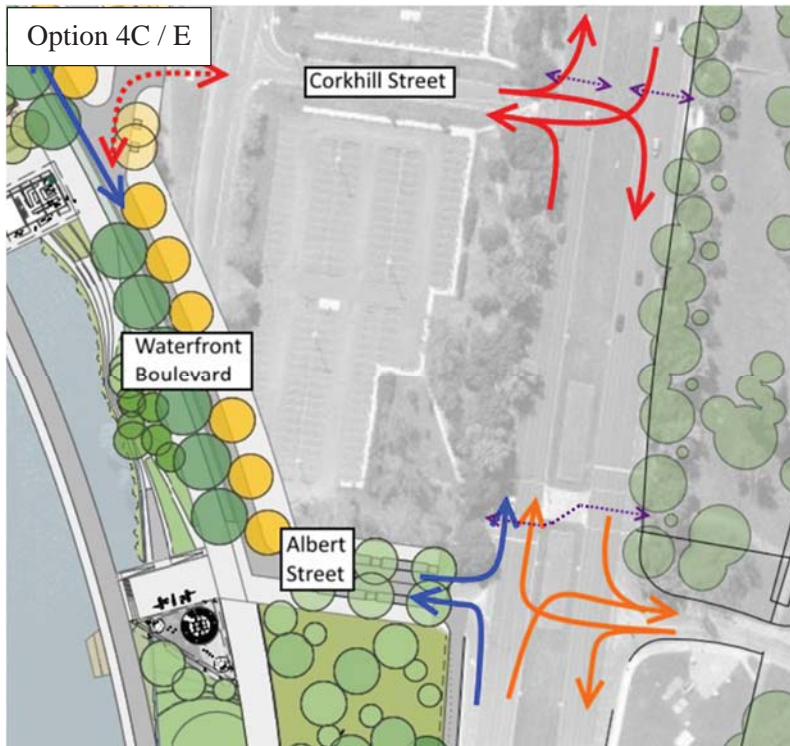 Option 4C / E
Corkhill Street
Waterfront
Boulevard
Albert
Street